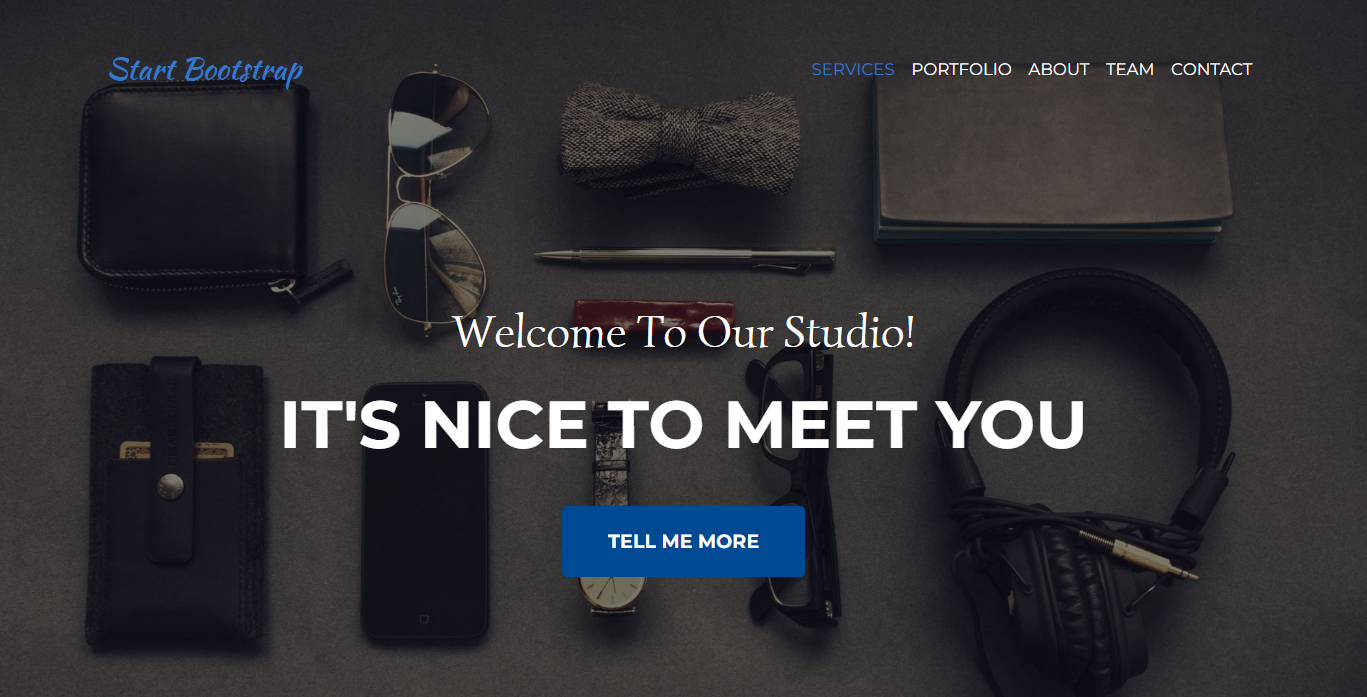 Start Bootstrap
SERVICES PORTFOLIO ABOUT TEAM CONTACT
Welcome To Our Studio!
IT'S NICE TO MEET YOU
TELL ME MORE